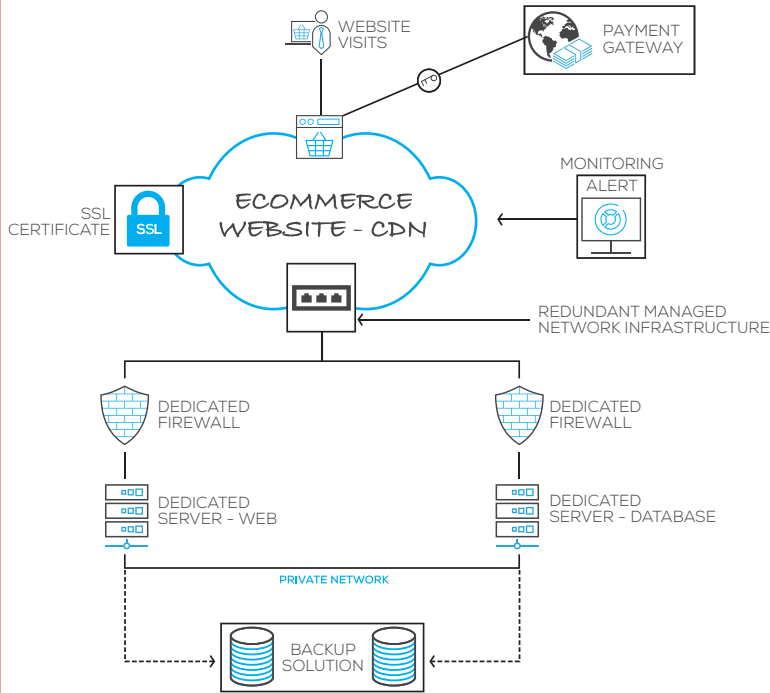 WEBSITE
VISITS
PAYMENT
GATEWAY
MONITORING
ALERT
SSL
CERTIFICATE
SSL
ECOMMERCE
WEBSITE - CDN
REDUNDANT MANAGED
NETWORK INFRASTRUCTURE
DEDICATED
FIREWALL
DEDICATED
FIREWALL
DEDICATED
SERVER - WEB
DEDICATED
SERVER - DATABASE
PRIVATE NETWORK
BACKUP
SOLUTION